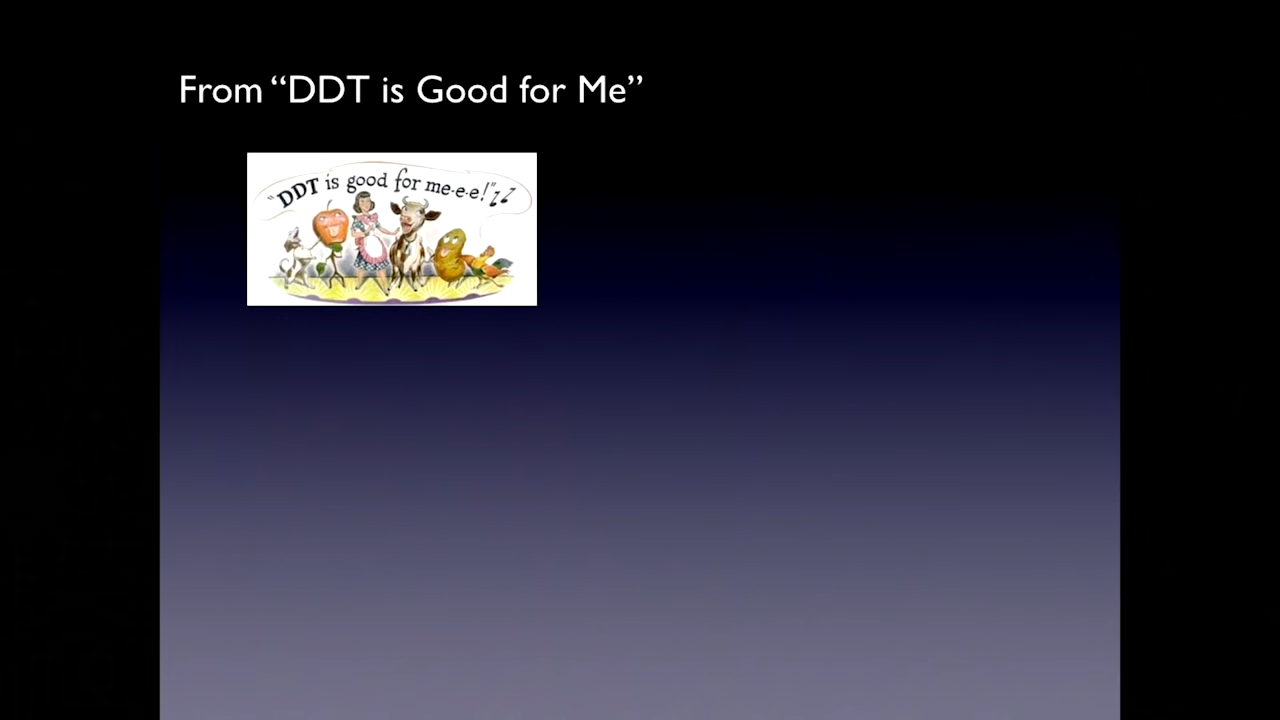 From “DDT is Good for Me”
“DDT is good for me-e-e!”